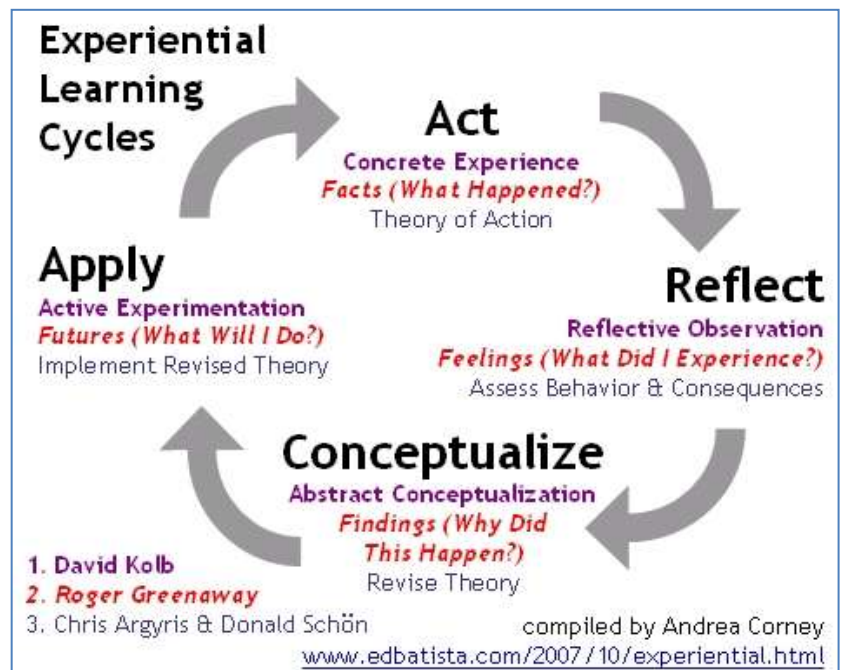 Experiential
Learning
Cycles
Act
Concrete Experience
Facts (What Happened?)
Theory of Action
Reflect
Reflective Observation
Feelings (What Did I Experience?)
Assess Behavior & Consequences
Conceptualize
Abstract Conceptualization
Findings (Why Did
This Happen?)
Revise Theory
Apply
Active Experimentation
Futures (What Will I Do?)
Implement Revised Theory
1. David Kolb
2. Roger Greenaway
3. Chris Argyris & Donald Schön
compiled by Andrea Corney
www.edbatista.com/2007/10/experiential.html